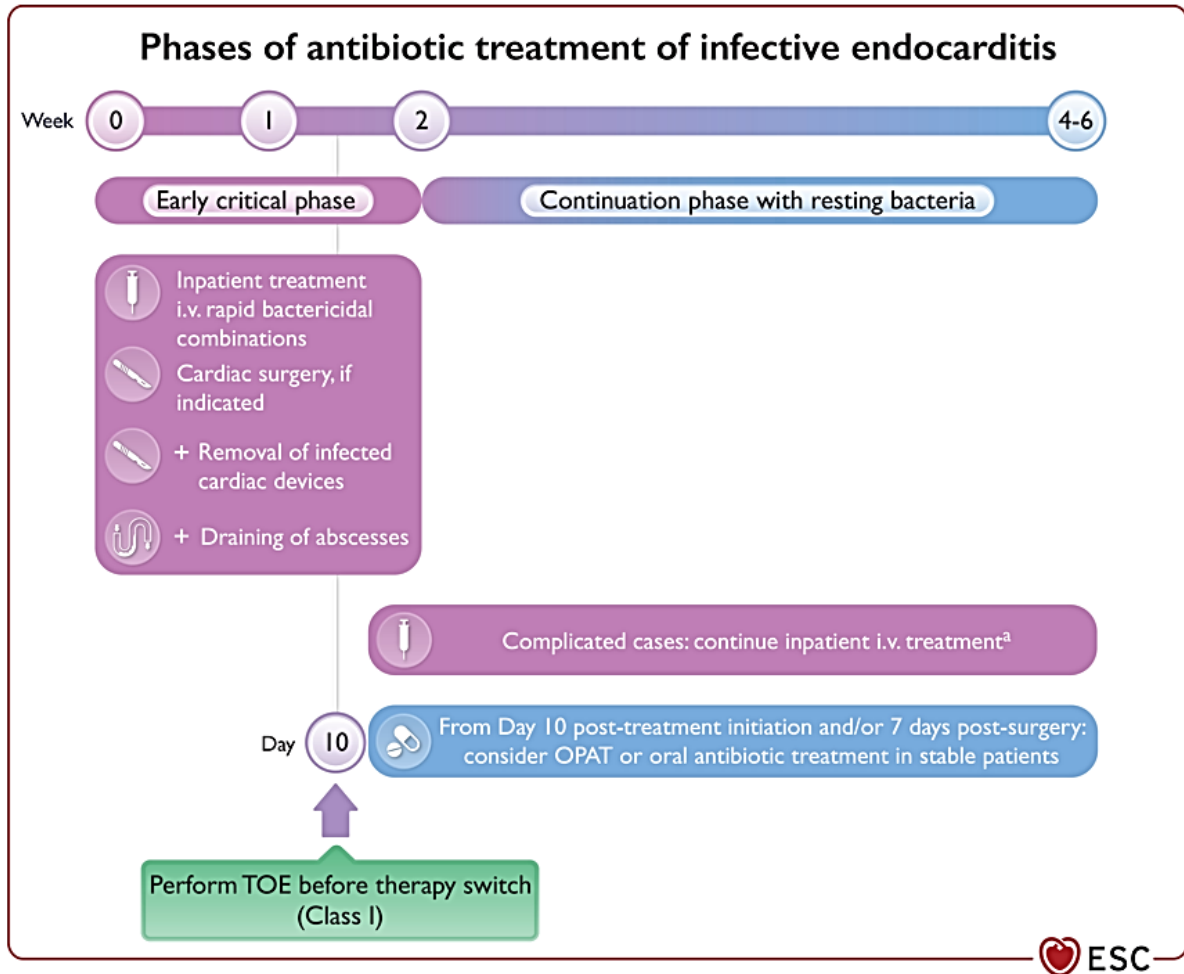 Phases of antibiotic treatment of infective endocarditis
Week 0 1 2 4-6
Early critical phase
Continuation phase with resting bacteria
Inpatient treatment
i.v. rapid bactericidal
combinations
Cardiac surgery, if
indicated
+ Removal of infected
cardiac devices
+ Draining of abscesses
Complicated cases: continue inpatient i.v. treatmentᵃ
Day 10
From Day 10 post-treatment initiation and/or 7 days post-surgery:
consider OPAT or oral antibiotic treatment in stable patients
Perform TOE before therapy switch
(Class I)
ESC